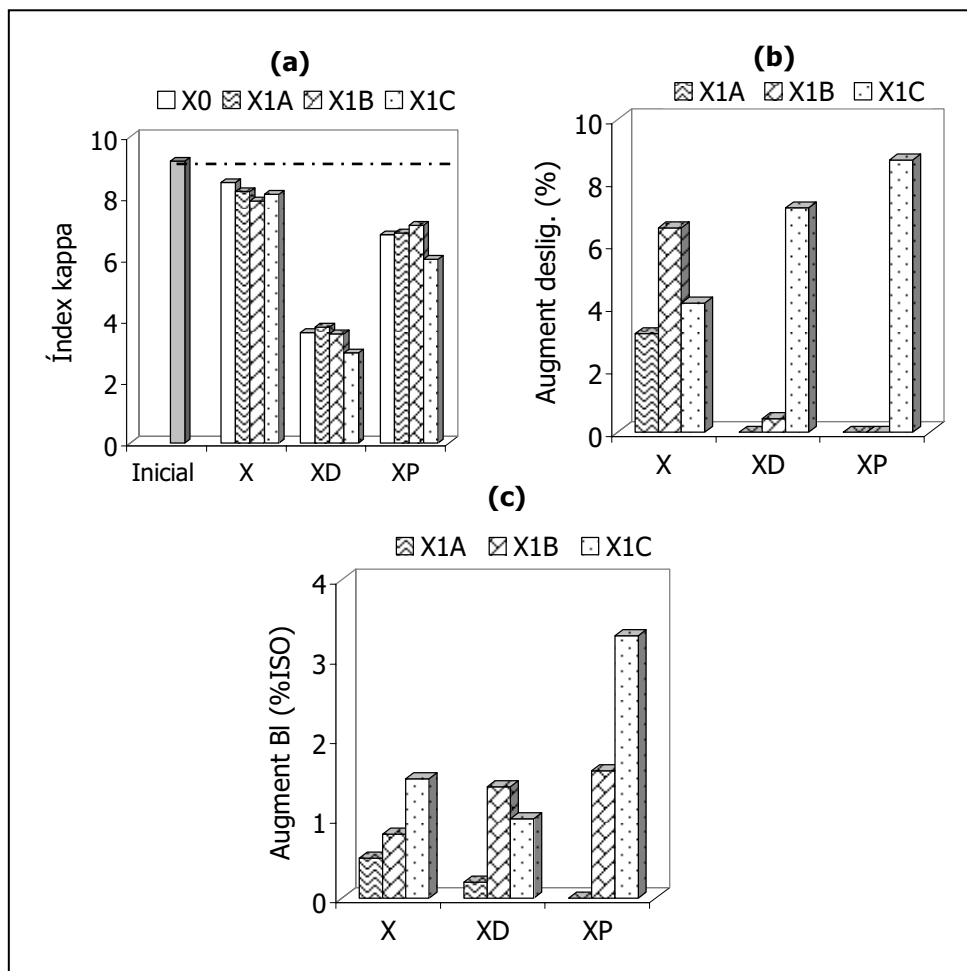 (a)
X0 X1A X1B X1C
10
8
6
4
2
0
Índex kappa
Inicial X XD XP
(b)
X1A X1B X1C
10
8
6
4
2
0
Augment deslig. (%)
X XD XP
(c)
X1A X1B X1C
4
3
2
1
0
Augment Bl (%ISO)
X XD XP